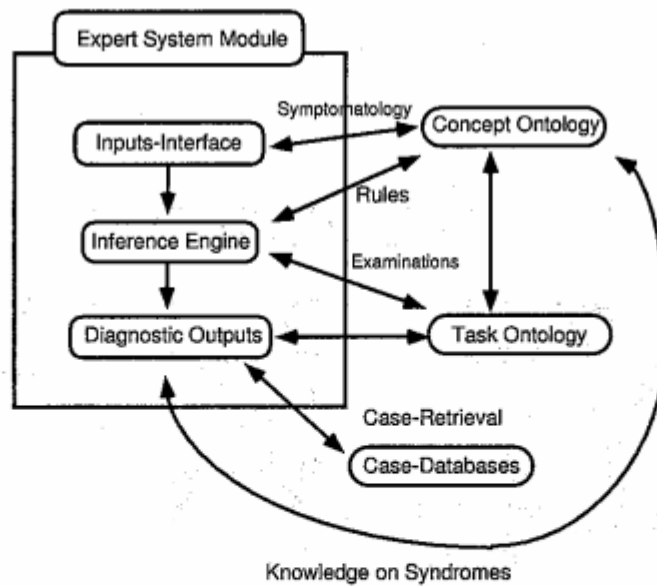 Expert System Module
Symptomatology
Concept Ontology
Inputs-Interface
Rules
Inference Engine
Examinations
Diagnostic Outputs
Task Ontology
Case-Retrieval
Case-Databases
Knowledge on Syndromes